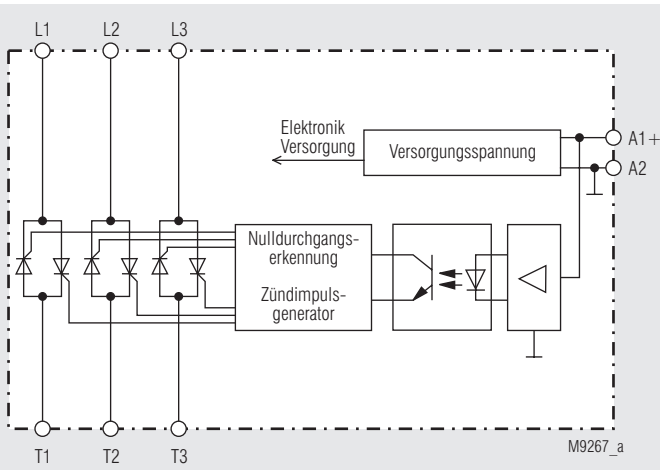 L1 L2 L3
Elektronik
Versorgung
Versorgungsspannung
A1+
A2
Nulldurchgangs-
erkennung
Zündimpuls-
generator
T1 T2 T3
M9267_a